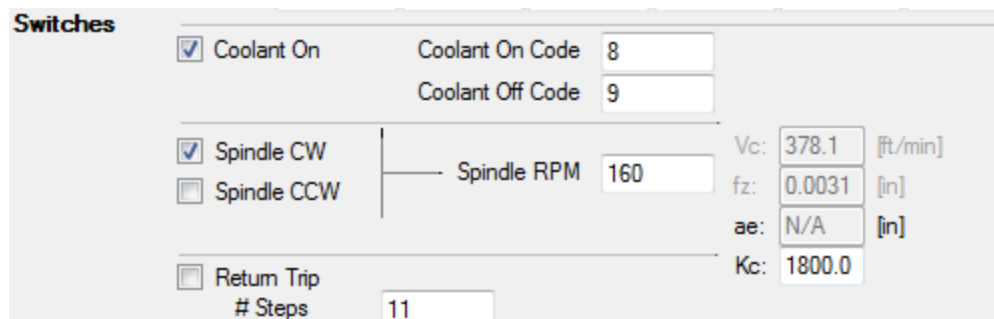 Switches
Coolant On Coolant On Code 8
Coolant Off Code 9
Spindle CW Spindle RPM 160 Vc: 378.1 [ft/min]
Spindle CCW fz: 0.0031 [in]
ae: N/A [in]
Return Trip Kc: 1800.0
# Steps 11